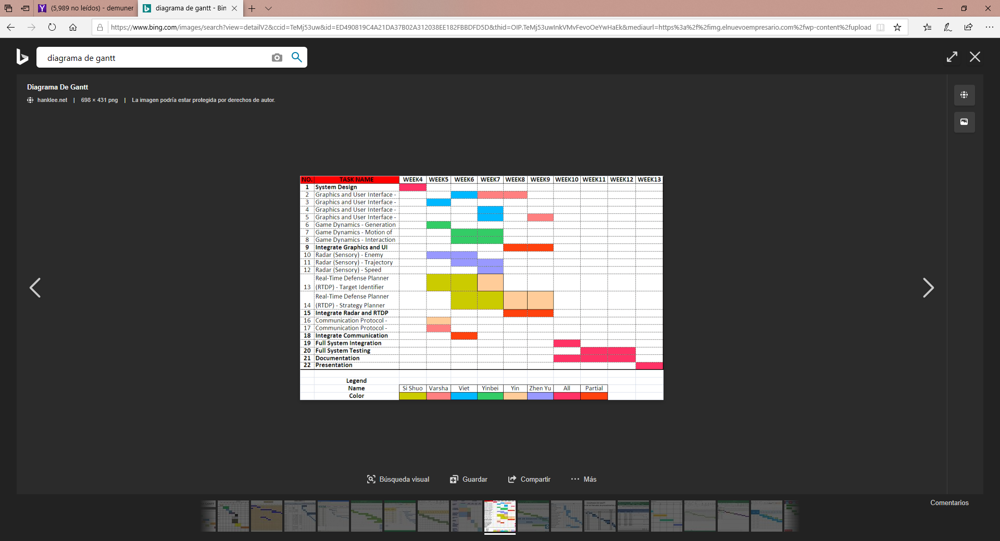 (5,989 no leídos) - demuner
diagrama de gantt - Bin
https://www.bing.com/images/search?view=detailV2&ccid=TeMj53uw&id=ED490819C4A21DA37B02A312038EE182FBBDFD5D&thid=OIP.TeMj53uwInkVMvFevoOeYwHaEk&mediaurl=https%3a%2f%2fimg.elnuevoempresario.com%2fwp-content%2fupload
diagrama de gantt
Diagrama De Gantt
hanklee.net | 698 × 431 png | La imagen podría estar protegida por derechos de autor.
NO. TASK NAME WEEK4 WEEK5 WEEK6 WEEK7 WEEK8 WEEK9 WEEK10 WEEK11 WEEK12 WEEK13
1 System Design
2 Graphics and User Interface -
3 Graphics and User Interface -
4 Graphics and User Interface -
5 Graphics and User Interface -
6 Game Dynamics - Generation
7 Game Dynamics - Motion of
8 Game Dynamics - Interaction
9 Integrate Graphics and UI
10 Radar (Sensory) - Enemy
11 Radar (Sensory) - Trajectory
12 Radar (Sensory) - Speed
Real-Time Defense Planner
13 (RTDP) - Target Identifier
Real-Time Defense Planner
14 (RTDP) - Strategy Planner
15 Integrate Radar and RTDP
16 Communication Protocol -
17 Communication Protocol -
18 Integrate Communication
19 Full System Integration
20 Full System Testing
21 Documentation
22 Presentation
Legend
Name Si Shuo Varsha Viet Yinbei Yin Zhen Yu All Partial
Color
Búsqueda visual Guardar Compartir Más
Comentarios